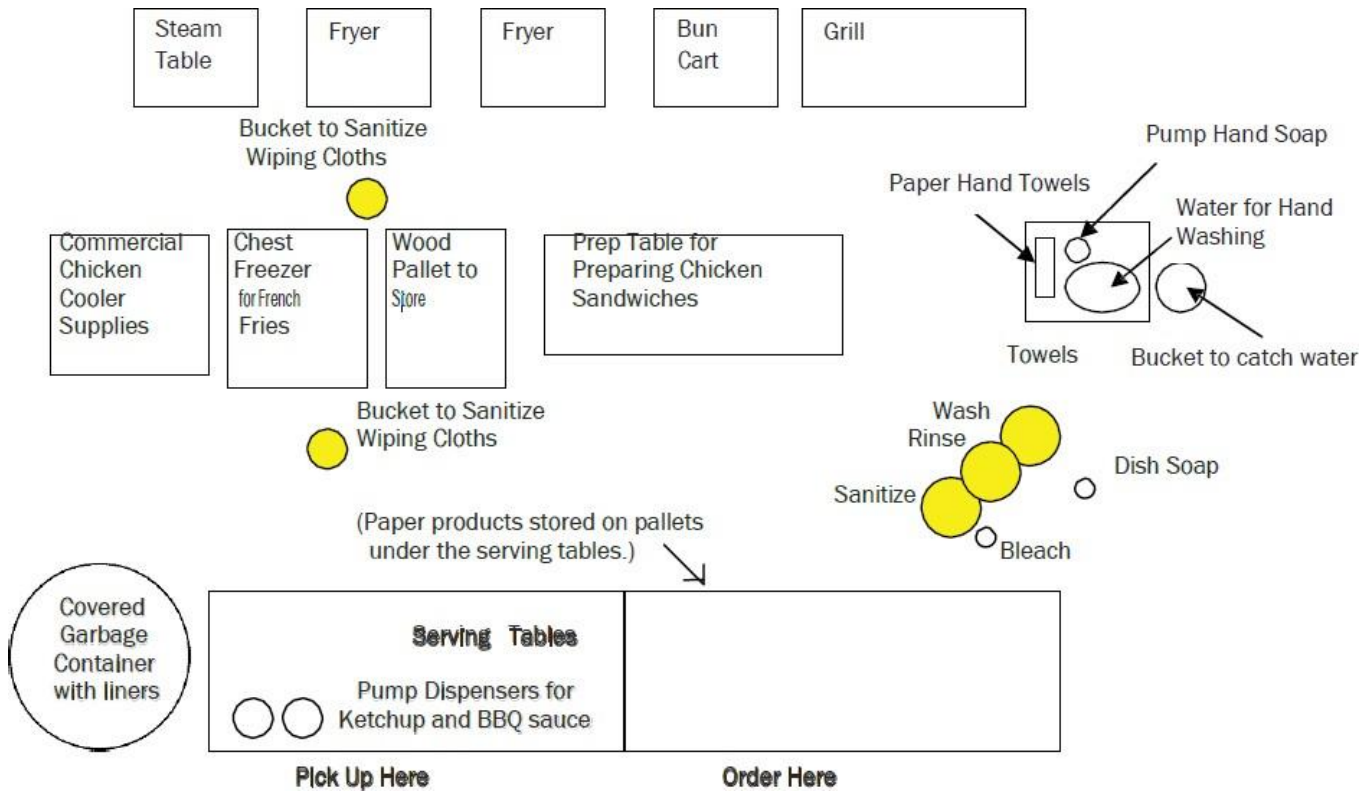 Steam
Table
Fryer
Fryer
Bun
Cart
Grill
Bucket to Sanitize
Wiping Cloths
Pump Hand Soap
Paper Hand Towels
Water for Hand
Washing
Commercial
Chicken
Cooler
Supplies
Chest
Freezer
for French
Fries
Wood
Pallet to
Store
Prep Table for
Preparing Chicken
Sandwiches
Towels
Bucket to catch water
Bucket to Sanitize
Wiping Cloths
Wash
Rinse
Sanitize
Dish Soap
Bleach
(Paper products stored on pallets
under the serving tables.)
Covered
Garbage
Container
with liners
Serving Tables
Pump Dispensers for
Ketchup and BBQ sauce
Pick Up Here
Order Here